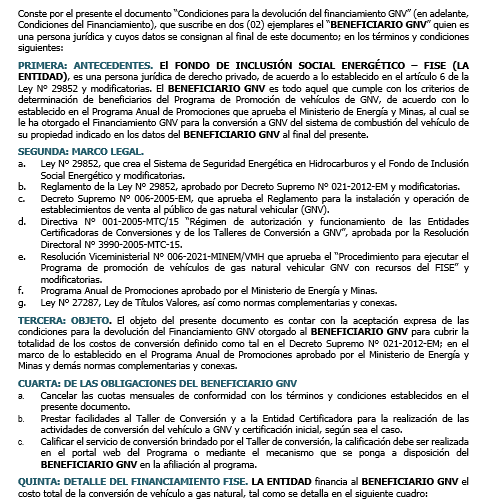 Conste por el presente el documento "Condiciones para la devolución del financiamiento GNV" (en adelante,
Condiciones del Financiamiento), que suscribe en dos (02) ejemplares el "BENEFICIARIO GNV" quien es
una persona jurídica y cuyos datos se consignan al final de este documento; en los términos y condiciones
siguientes:
PRIMERA: ANTECEDENTES. El FONDO DE INCLUSIÓN SOCIAL ENERGÉTICO – FISE (LA
ENTIDAD), es una persona jurídica de derecho privado, de acuerdo a lo establecido en el artículo 6 de la
Ley Nº 29852 y modificatorias. El BENEFICIARIO GNV es todo aquel que cumple con los criterios de
determinación de beneficiarios del Programa de Promoción de vehículos de GNV, de acuerdo con lo
establecido en el Programa Anual de Promociones que aprueba el Ministerio de Energía y Minas, al cual se
le ha otorgado el Financiamiento GNV para la conversión a GNV del sistema de combustión del vehículo de
su propiedad indicado en los datos del BENEFICIARIO GNV al final del presente.
SEGUNDA: MARCO LEGAL.
a. Ley Nº 29852, que crea el Sistema de Seguridad Energética en Hidrocarburos y el Fondo de Inclusión
Social Energético y modificatorias.
b. Reglamento de la Ley Nº 29852, aprobado por Decreto Supremo Nº 021-2012-EM y modificatorias.
c. Decreto Supremo Nº 006-2005-EM, que aprueba el Reglamento para la instalación y operación de
establecimientos de venta al público de gas natural vehicular (GNV).
d. Directiva Nº 001-2005-MTC/15 "Régimen de autorización y funcionamiento de las Entidades
Certificadoras de Conversiones y de los Talleres de Conversión a GNV", aprobada por la Resolución
Directoral Nº 3990-2005-MTC-15.
e. Resolución Viceministerial Nº 006-2021-MINEM/VMH que aprueba el "Procedimiento para ejecutar el
Programa de promoción de vehículos de gas natural vehicular GNV con recursos del FISE" y
modificatorias.
f. Programa Anual de Promociones aprobado por el Ministerio de Energía y Minas.
g. Ley Nº 27287, Ley de Títulos Valores, así como normas complementarias y conexas.
TERCERA: OBJETO. El objeto del presente documento es contar con la aceptación expresa de las
condiciones para la devolución del Financiamiento GNV otorgado al BENEFICIARIO GNV para cubrir la
totalidad de los costos de conversión definido como tal en el Decreto Supremo Nº 021-2012-EM; en el
marco de lo establecido en el Programa Anual de Promociones aprobado por el Ministerio de Energía y
Minas y demás normas complementarias y conexas.
CUARTA: DE LAS OBLIGACIONES DEL BENEFICIARIO GNV
a. Cancelar las cuotas mensuales de conformidad con los términos y condiciones establecidos en el
presente documento.
b. Prestar facilidades al Taller de Conversión y a la Entidad Certificadora para la realización de las
actividades de conversión del vehículo a GNV y certificación inicial, según sea el caso.
c. Calificar el servicio de conversión brindado por el Taller de conversión, la calificación debe ser realizada
en el portal web del Programa o mediante el mecanismo que se ponga a disposición del
BENEFICIARIO GNV en la afiliación al programa.
QUINTA: DETALLE DEL FINANCIAMIENTO FISE. LA ENTIDAD financia al BENEFICIARIO GNV el
costo total de la conversión de vehículo a gas natural, tal como se detalla en el siguiente cuadro: